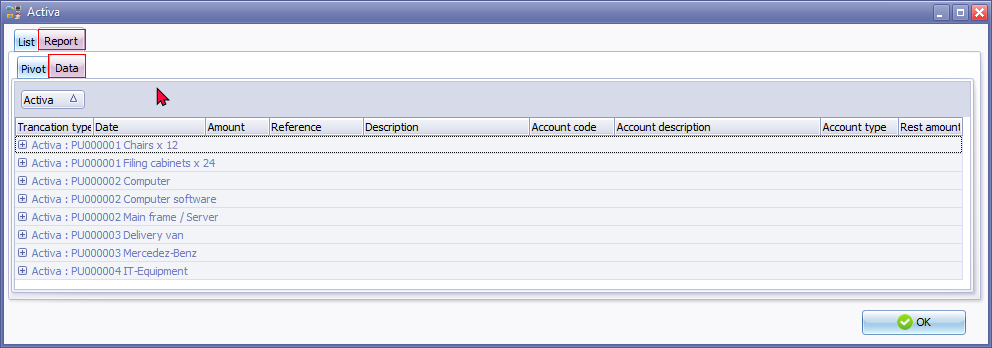 Activa
List Report
Pivot Data
Activa
Trancation type Date Amount Reference Description Account code Account description Account type Rest amount
Activa : PU000001 Chairs x 12
Activa : PU000001 Filing cabinets x 24
Activa : PU000002 Computer
Activa : PU000002 Computer software
Activa : PU000002 Main frame / Server
Activa : PU000003 Delivery van
Activa : PU000003 Mercedez-Benz
Activa : PU000004 IT-Equipment
OK